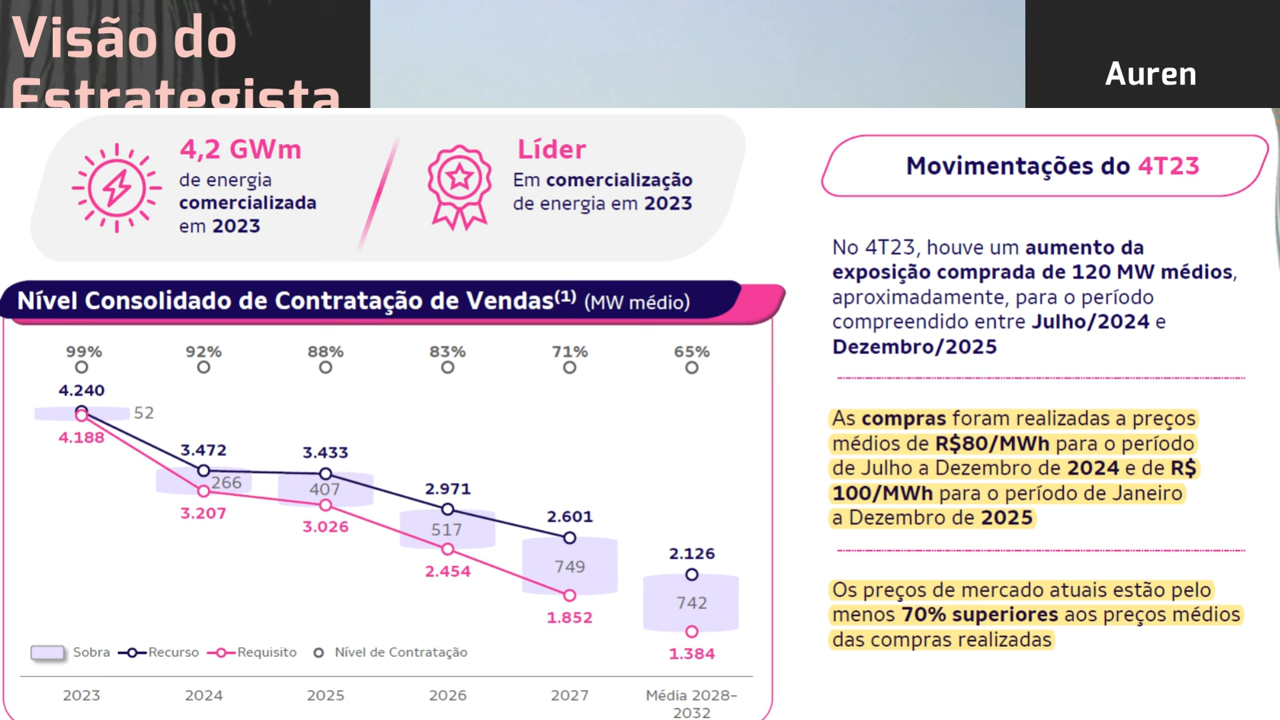 Visão do
Estrategista
Auren
4,2 GWm
de energia
comercializada
em 2023
Líder
Em comercialização
de energia em 2023
Nível Consolidado de Contratação de Vendas(1) (MW médio)
99% 92% 88% 83% 71% 65%
4.240
52
4.188
3.472
266
3.207
3.433
407
3.026
2.971
517
2.454
2.601
749
1.852
2.126
742
1.384
Sobra Recurso Requisito Nível de Contratação
2023 2024 2025 2026 2027 Média 2028-
2032
Movimentações do 4T23
No 4T23, houve um aumento da
exposição comprada de 120 MW médios,
aproximadamente, para o período
compreendido entre Julho/2024 e
Dezembro/2025
As compras foram realizadas a preços
médios de R$80/MWh para o período
de Julho a Dezembro de 2024 e de R$
100/MWh para o período de Janeiro
a Dezembro de 2025
Os preços de mercado atuais estão pelo
menos 70% superiores aos preços médios
das compras realizadas